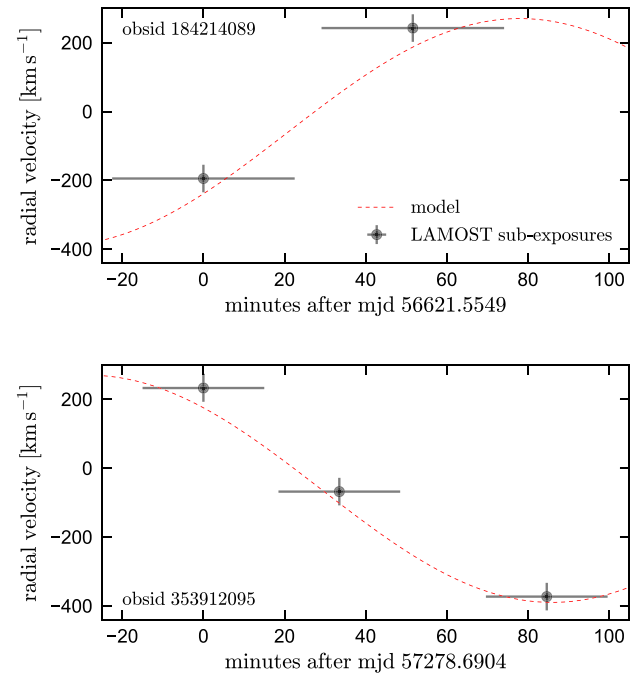 obsid 184214089
200
0
−200
−400
radial velocity [km s⁻¹]
model
LAMOST sub-exposures
−20 0 20 40 60 80 100
minutes after mjd 56621.5549
200
0
−200
−400
radial velocity [km s⁻¹]
obsid 353912095
−20 0 20 40 60 80 100
minutes after mjd 57278.6904